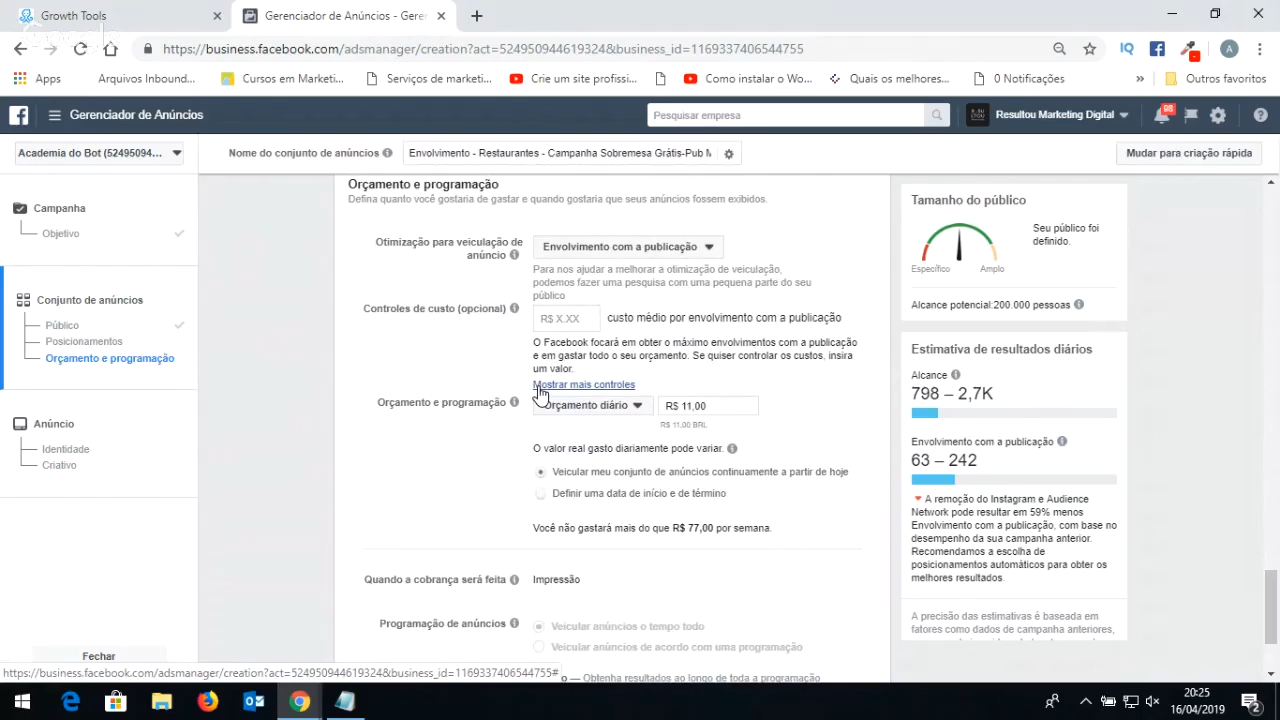 Growth Tools
Gerenciador de Anúncios - Geren
https://business.facebook.com/adsmanager/creation?act=524950944619324&business_id=1169337406544755
Apps
Arquivos Inbound...
Cursos em Marketi...
Serviços de marketi...
Crie um site profissi...
Como instalar o Wo...
Quais os melhores...
0 Notificações
»
Outros favoritos
Gerenciador de Anúncios
Pesquisar empresa
Resultou Marketing Digital
98
Academia do Bot (52495094...
Nome do conjunto de anúncios
Envolvimento - Restaurantes - Campanha Sobremesa Grátis-Pub M
Mudar para criação rápida
Campanha
Objetivo
Conjunto de anúncios
Público
Posicionamentos
Orçamento e programação
Anúncio
Identidade
Criativo
Fechar
Orçamento e programação
Defina quanto você gostaria de gastar e quando gostaria que seus anúncios fossem exibidos.
Otimização para veiculação de
anúncio
Envolvimento com a publicação
Para nos ajudar a melhorar a otimização de veiculação,
podemos fazer uma pesquisa com uma pequena parte do seu
público
Controles de custo (opcional)
R$ X.XX
custo médio por envolvimento com a publicação
O Facebook focará em obter o máximo envolvimentos com a publicação
e em gastar todo o seu orçamento. Se quiser controlar os custos, insira
um valor.
Mostrar mais controles
Orçamento e programação
Orçamento diário
R$ 11,00
R$ 11,00 BRL
O valor real gasto diariamente pode variar.
Veicular meu conjunto de anúncios continuamente a partir de hoje
Definir uma data de início e de término
Você não gastará mais do que R$ 77,00 por semana.
Quando a cobrança será feita
Impressão
Programação de anúncios
Veicular anúncios o tempo todo
Veicular anúncios de acordo com uma programação
o — Obtenha resultados ao longo de toda a programação
Tamanho do público
Seu público foi
definido.
Específico
Amplo
Alcance potencial:200.000 pessoas
Estimativa de resultados diários
Alcance
798 – 2,7K
Envolvimento com a publicação
63 – 242
A remoção do Instagram e Audience
Network pode resultar em 59% menos
Envolvimento com a publicação, com base no
desempenho da sua campanha anterior.
Recomendamos a escolha de
posicionamentos automáticos para obter os
melhores resultados.
A precisão das estimativas é baseada em
fatores como dados de campanha anteriores,
https://business.facebook.com/adsmanager/creation?act=524950944619324&business_id=1169337406544755#
20:25
16/04/2019
2